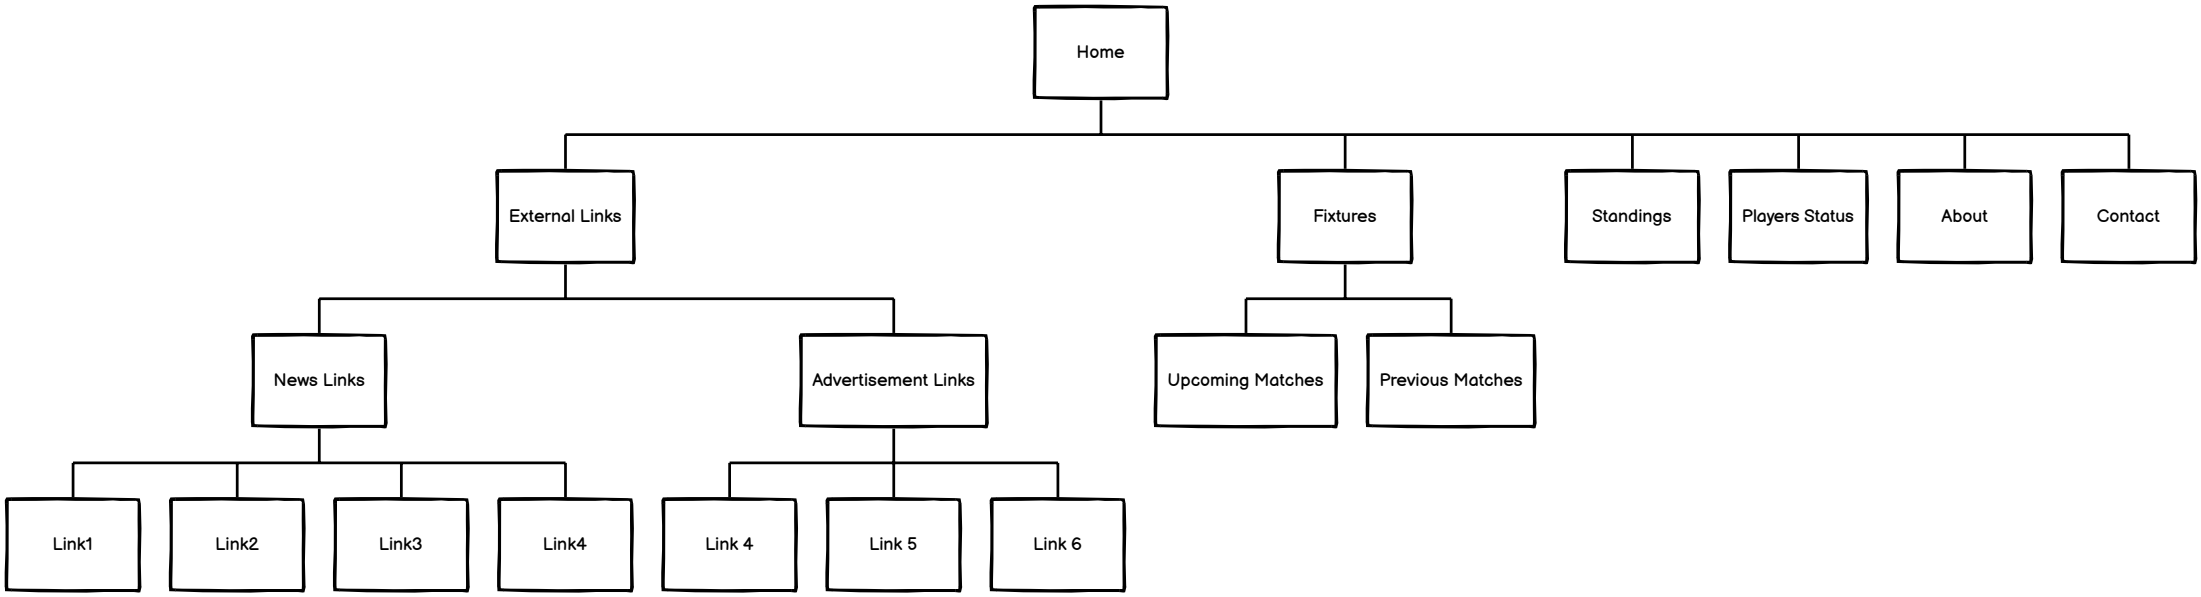 Home
External Links
Fixtures
Standings
Players Status
About
Contact
News Links
Advertisement Links
Upcoming Matches
Previous Matches
Link1
Link2
Link3
Link4
Link 4
Link 5
Link 6